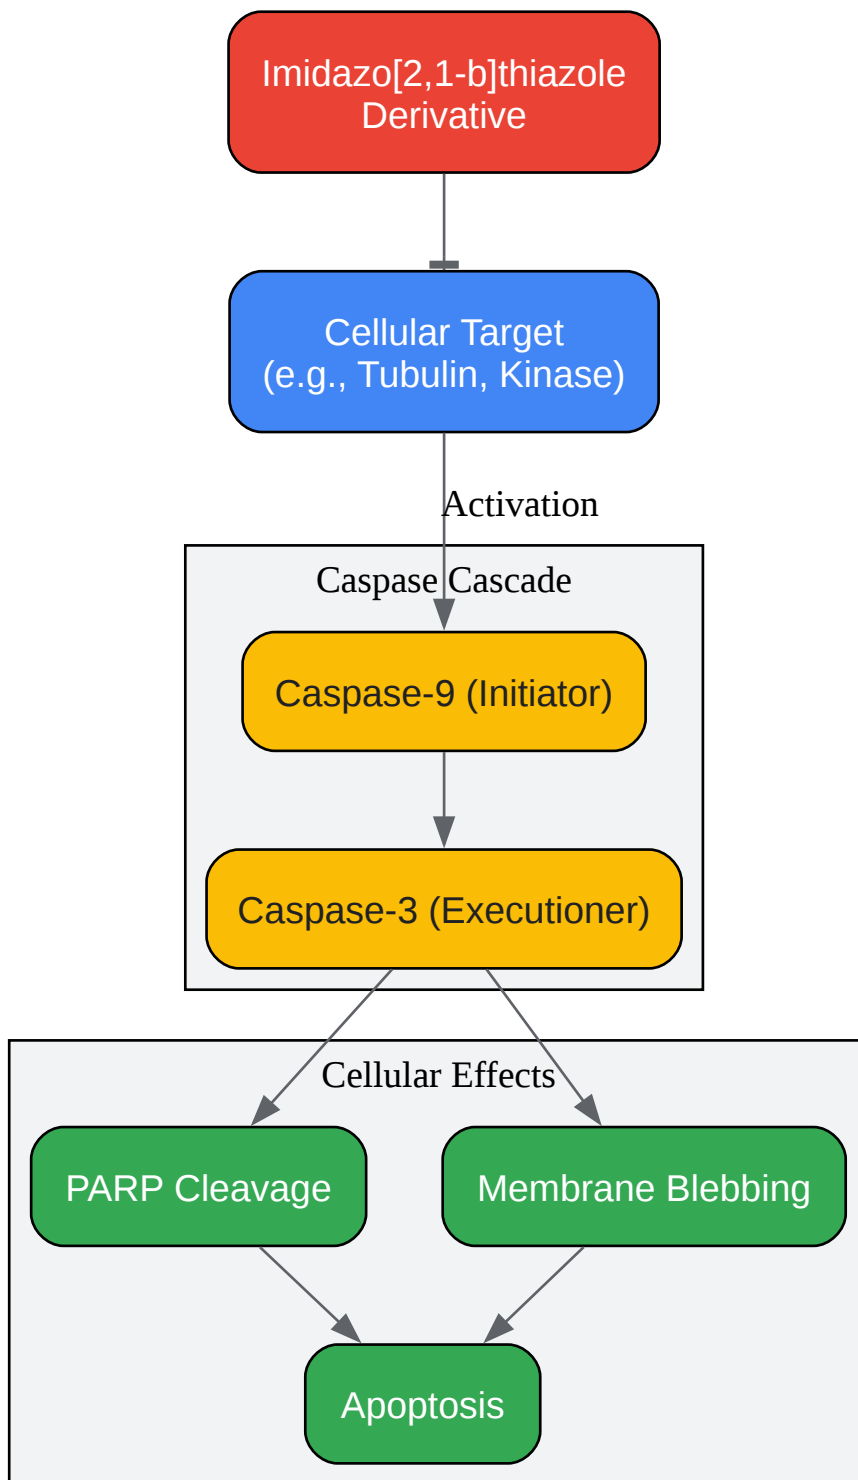 Imidazo[2,1-b]thiazole
Derivative
Cellular Target
(e.g., Tubulin, Kinase)
Activation
Caspase Cascade
Caspase-9 (Initiator)
Caspase-3 (Executioner)
Cellular Effects
PARP Cleavage
Membrane Blebbing
Apoptosis